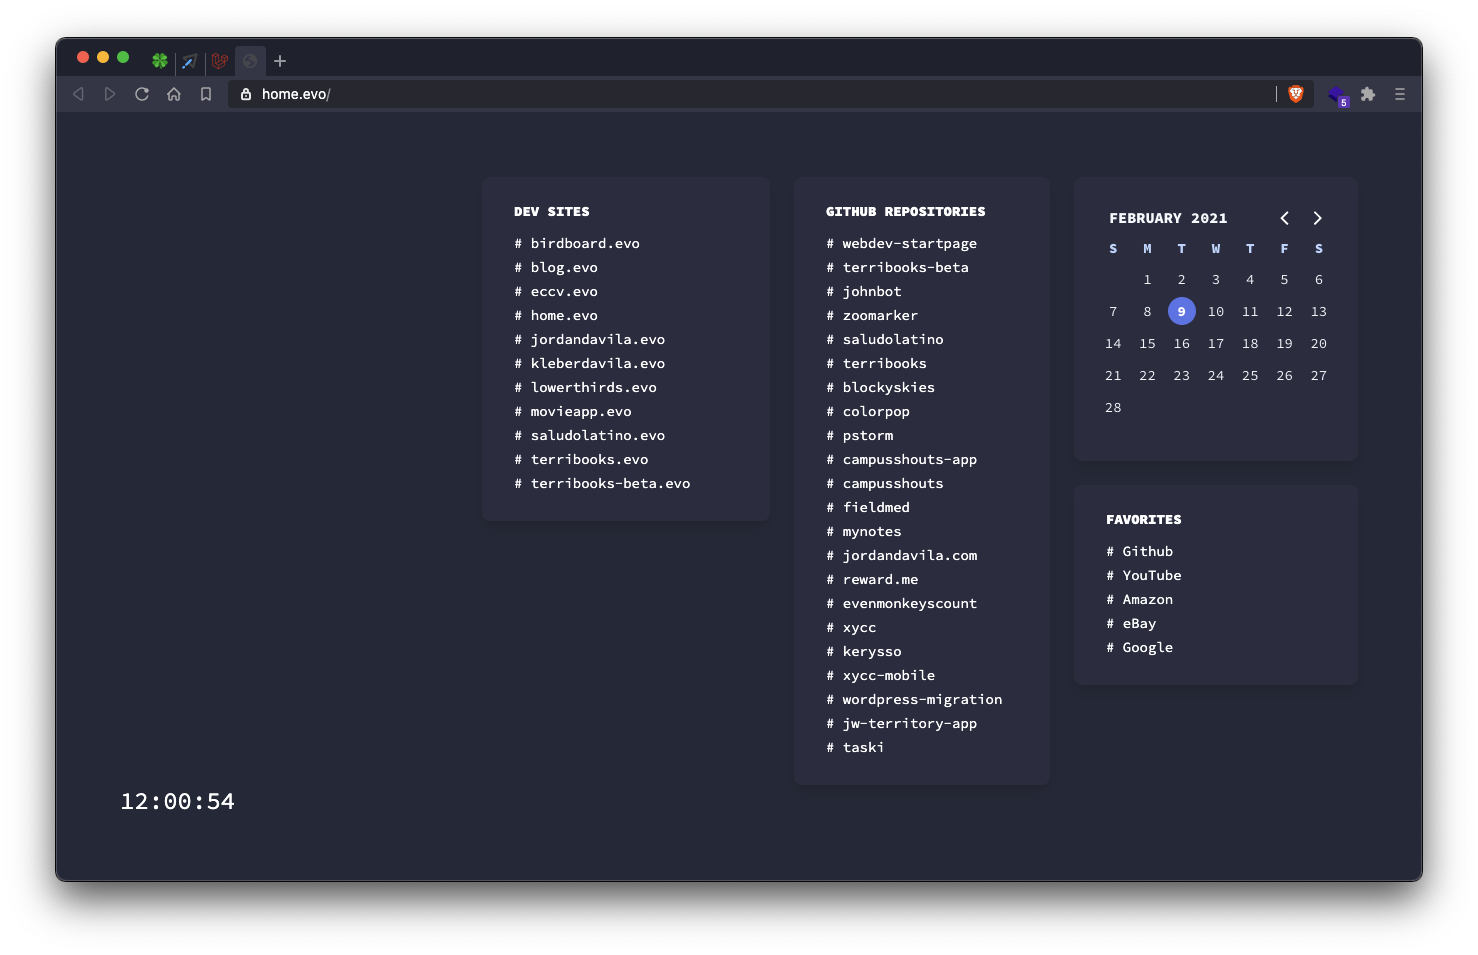 home.evo/
5
DEV SITES
# birdboard.evo
# blog.evo
# eccv.evo
# home.evo
# jordandavila.evo
# kleberdavila.evo
# lowerthirds.evo
# movieapp.evo
# saludolatino.evo
# terribooks.evo
# terribooks-beta.evo
GITHUB REPOSITORIES
# webdev-startpage
# terribooks-beta
# johnbot
# zoomarker
# saludolatino
# terribooks
# blockyskies
# colorpop
# pstorm
# campusshouts-app
# campusshouts
# fieldmed
# mynotes
# jordandavila.com
# reward.me
# evenmonkeyscount
# xycc
# kerysso
# xycc-mobile
# wordpress-migration
# jw-territory-app
# taski
FEBRUARY 2021
S M T W T F S
1 2 3 4 5 6
7 8 9 10 11 12 13
14 15 16 17 18 19 20
21 22 23 24 25 26 27
28
FAVORITES
# Github
# YouTube
# Amazon
# eBay
# Google
12:00:54